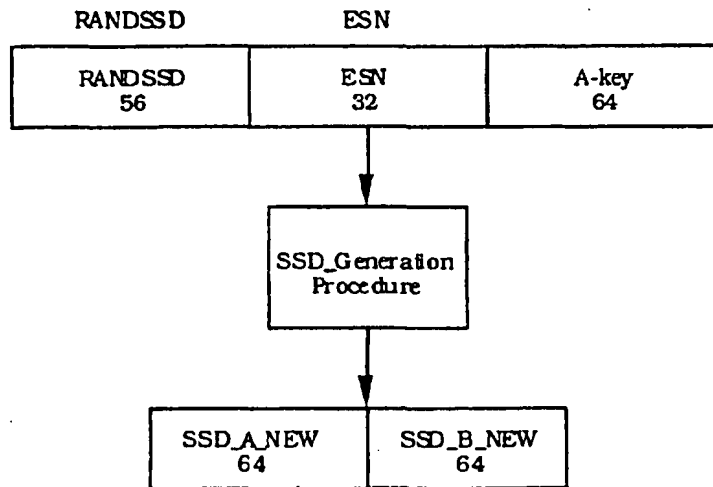 RANDSSD ESN
RANDSSD ESN A-key
56 32 64
SSD_Generation
Procedure
SSD_A_NEW SSD_B_NEW
64 64